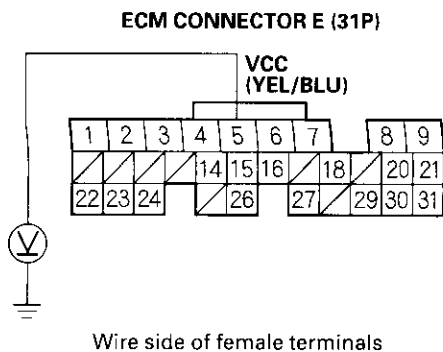 ECM CONNECTOR E (31P)
VCC
(YEL/BLU)
1 2 3 4 5 6 7 8 9
14 15 16 18 20 21
22 23 24 26 27 29 30 31
V
Wire side of female terminals